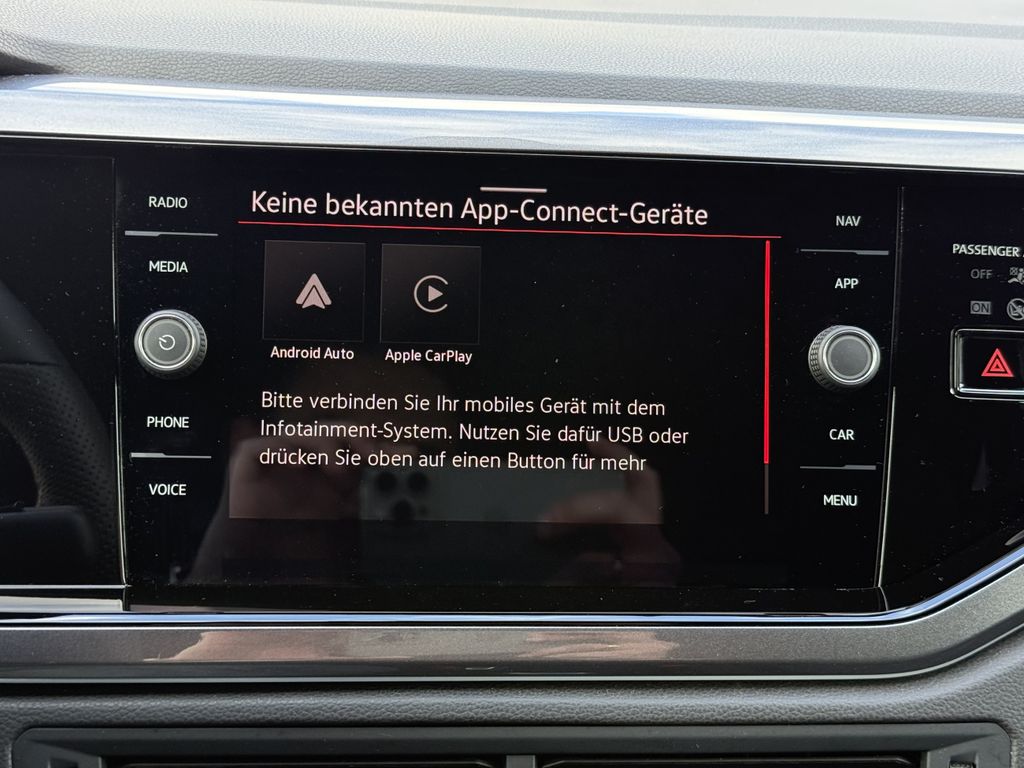 RADIO
MEDIA
PHONE
VOICE
Keine bekannten App-Connect-Geräte
Android Auto
Apple CarPlay
Bitte verbinden Sie Ihr mobiles Gerät mit dem
Infotainment-System. Nutzen Sie dafür USB oder
drücken Sie oben auf einen Button für mehr
NAV
APP
CAR
MENU
PASSENGER
OFF
ON